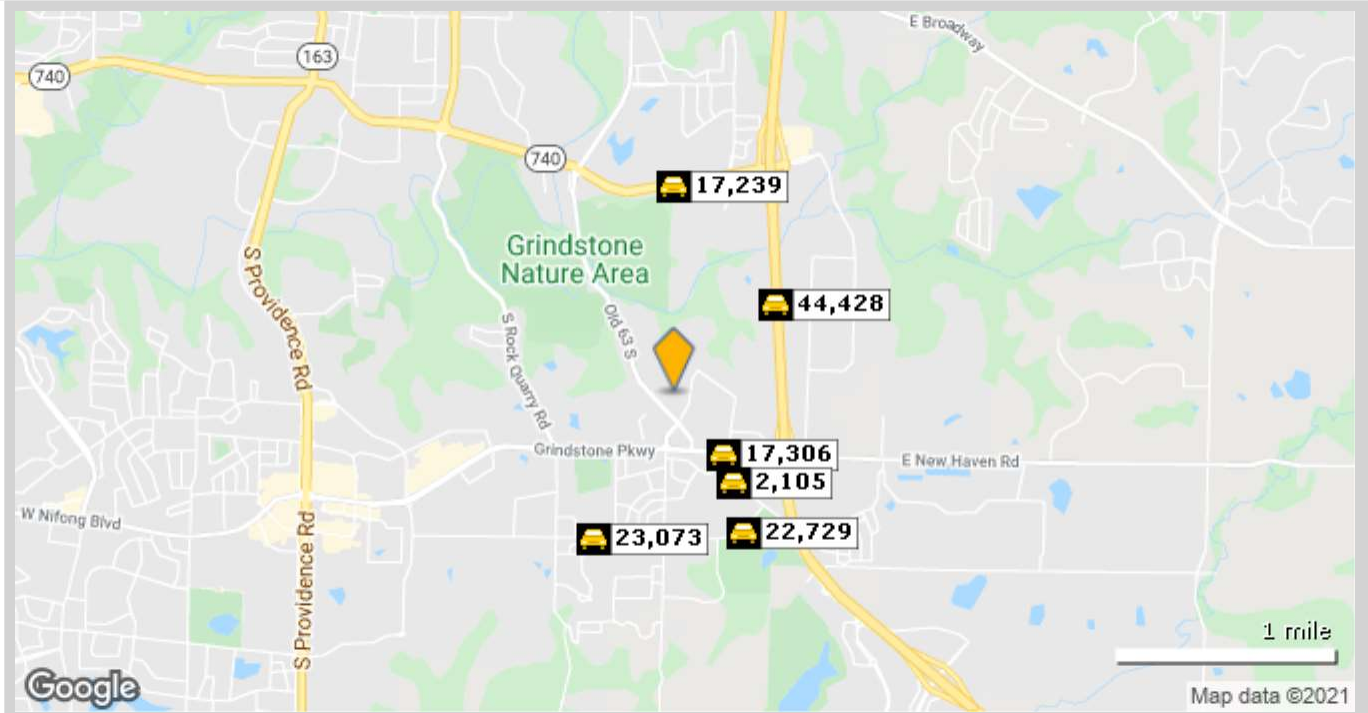 E Broadway
163
740
740
17,239
Grindstone
Nature Area
S Providence Rd
44,428
Old 63 S
S Rock Quarry Rd
Grindstone Pkwy
17,306
E New Haven Rd
2,105
W Nifong Blvd
23,073
22,729
S Providence Rd
1 mile
Google
Map data ©2021